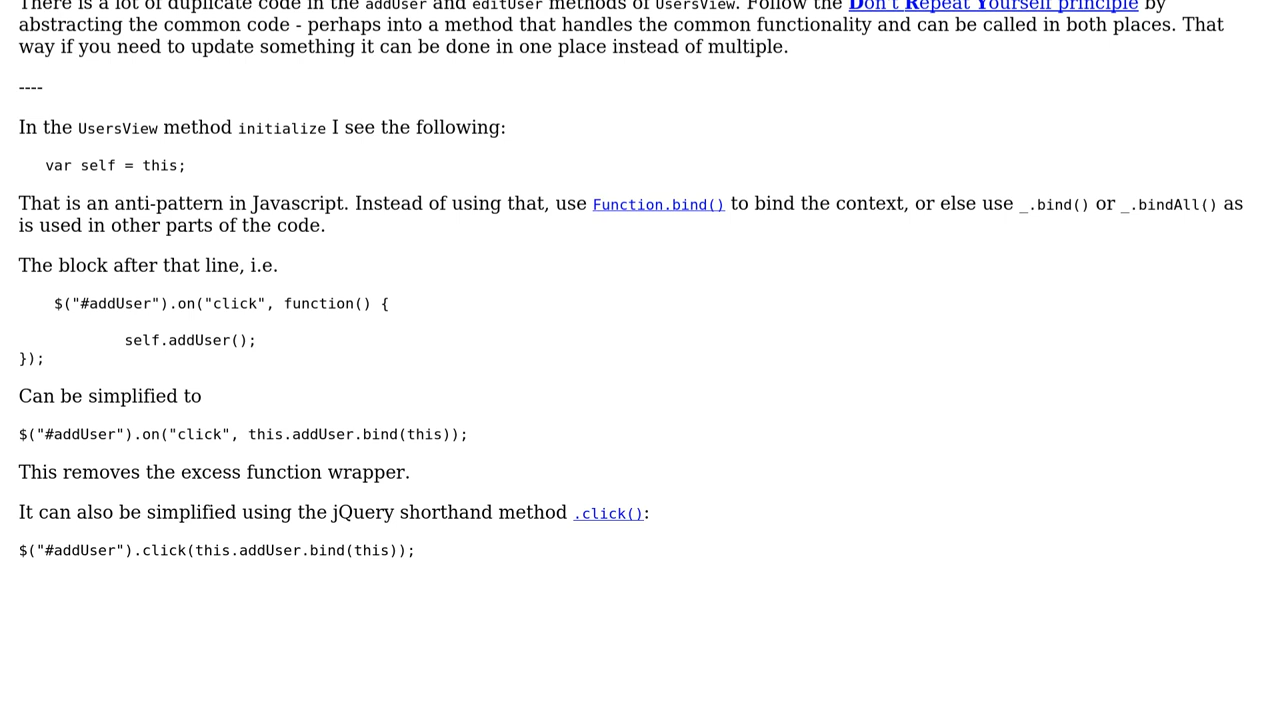 There is a lot of duplicate code in the addUser and editUser methods of UsersView. Follow the Don't Repeat Yourself principle by
abstracting the common code - perhaps into a method that handles the common functionality and can be called in both places. That
way if you need to update something it can be done in one place instead of multiple.
----
In the UsersView method initialize I see the following:
var self = this;
That is an anti-pattern in Javascript. Instead of using that, use Function.bind() to bind the context, or else use _.bind() or _.bindAll() as
is used in other parts of the code.
The block after that line, i.e.
$("#addUser").on("click", function() {
self.addUser();
});
Can be simplified to
$("#addUser").on("click", this.addUser.bind(this));
This removes the excess function wrapper.
It can also be simplified using the jQuery shorthand method .click():
$("#addUser").click(this.addUser.bind(this));